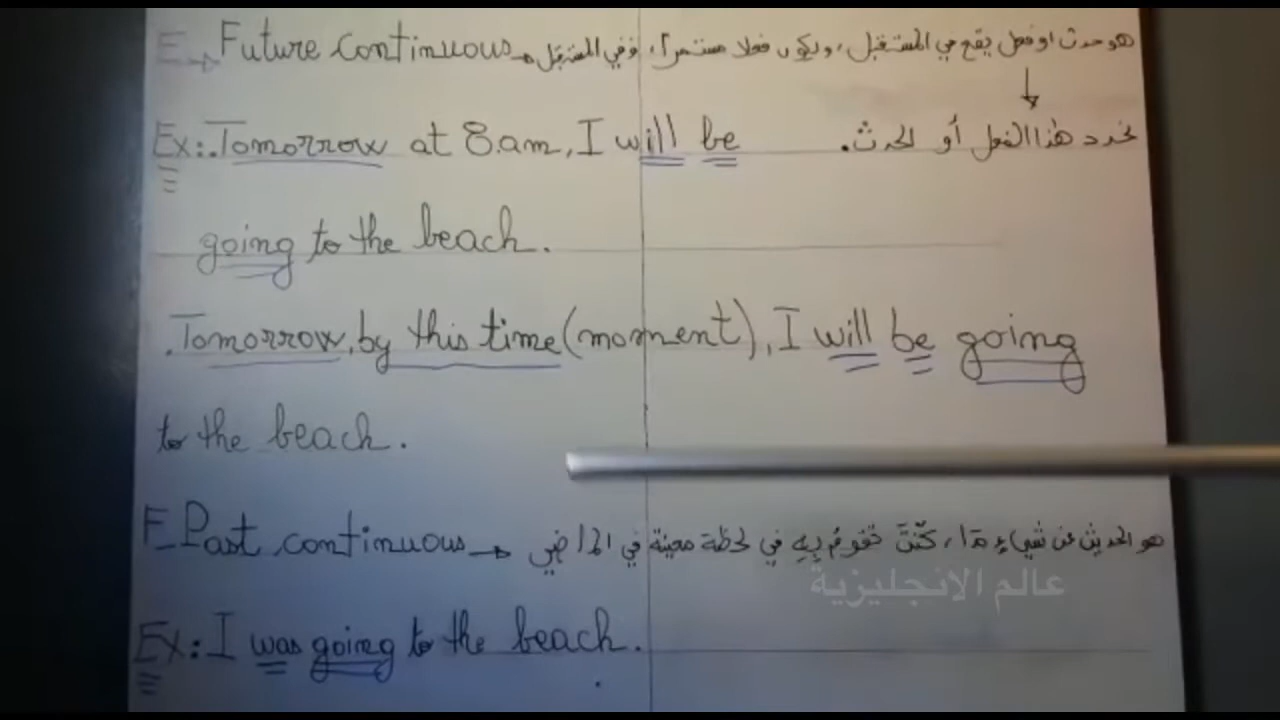 E→ Future continuous → هو حدث او فعل يقع في المستقبل، ويكون فعلا مستمرا، وفي المستقبل
Ex: . Tomorrow at 8.am, I will be
نحدد هذا الفعل أو الحدث.
going to the beach.
. Tomorrow, by this time (moment), I will be going
to the beach.
F_Past continuous → هو الحديث عن شيء ما، كنت تقوم به في لحظة معينة في الماضي
عالم الانجليزية
Ex: I was going to the beach.